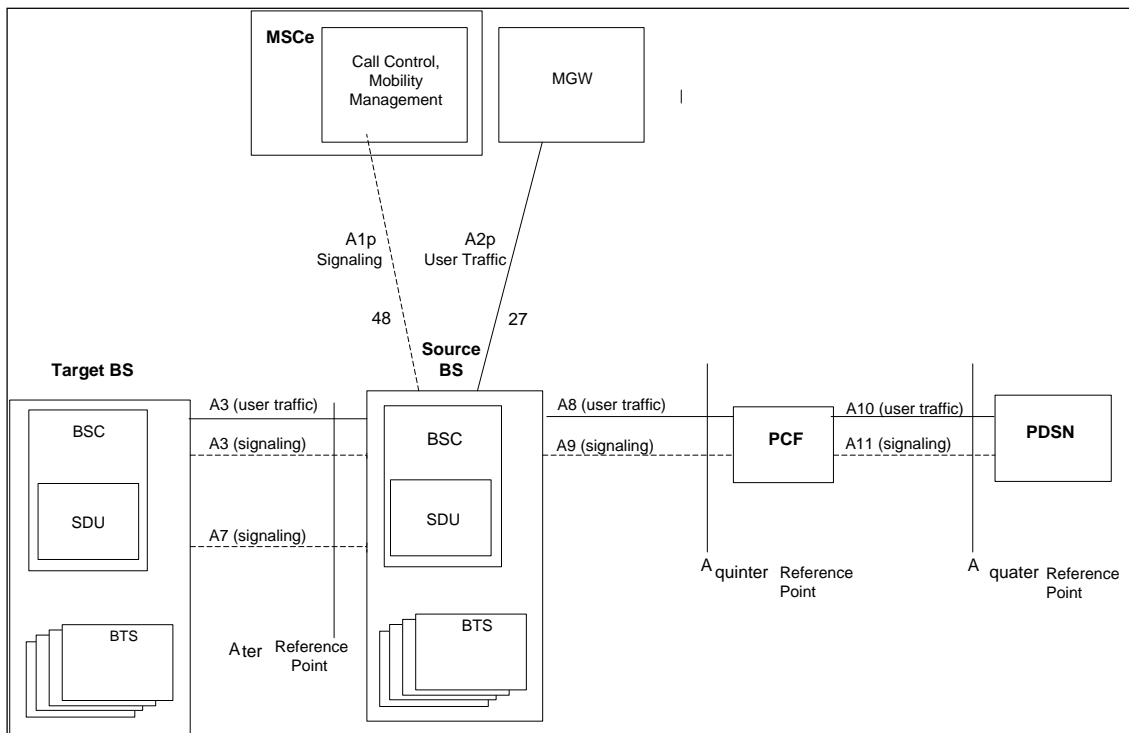 MSCe
Call Control,
Mobility
Management
MGW
A1p
Signaling
A2p
User Traffic
48
27
Target BS
Source
BS
A3 (user traffic)
A8 (user traffic)
A10 (user traffic)
BSC
A3 (signaling)
BSC
A9 (signaling)
PCF
A11 (signaling)
PDSN
SDU
A7 (signaling)
SDU
A quinter Reference
Point
A quater Reference
Point
BTS
A ter Reference
Point
BTS